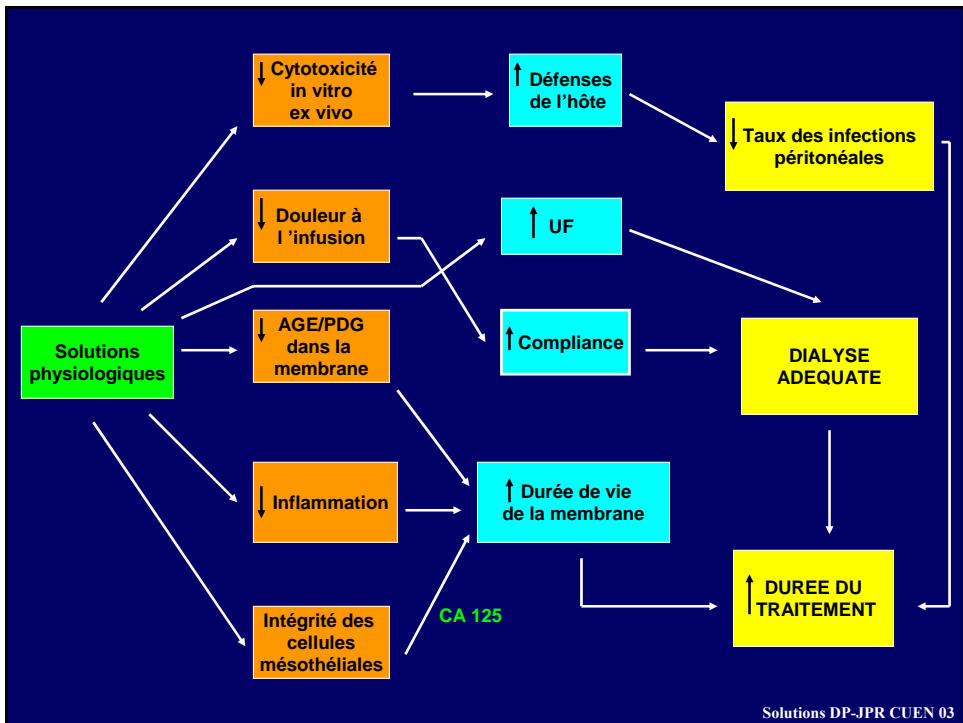 ↓ Cytotoxicité
in vitro
ex vivo
↑ Défenses
de l'hôte
↓ Taux des infections
péritonéales
↓ Douleur à
l 'infusion
↑ UF
↓ AGE/PDG
dans la
membrane
↑ Compliance
Solutions
physiologiques
DIALYSE
ADEQUATE
↓ Inflammation
↑ Durée de vie
de la membrane
↑ DUREE DU
TRAITEMENT
Intégrité des
cellules
mésothéliales
CA 125
Solutions DP-JPR CUEN 03